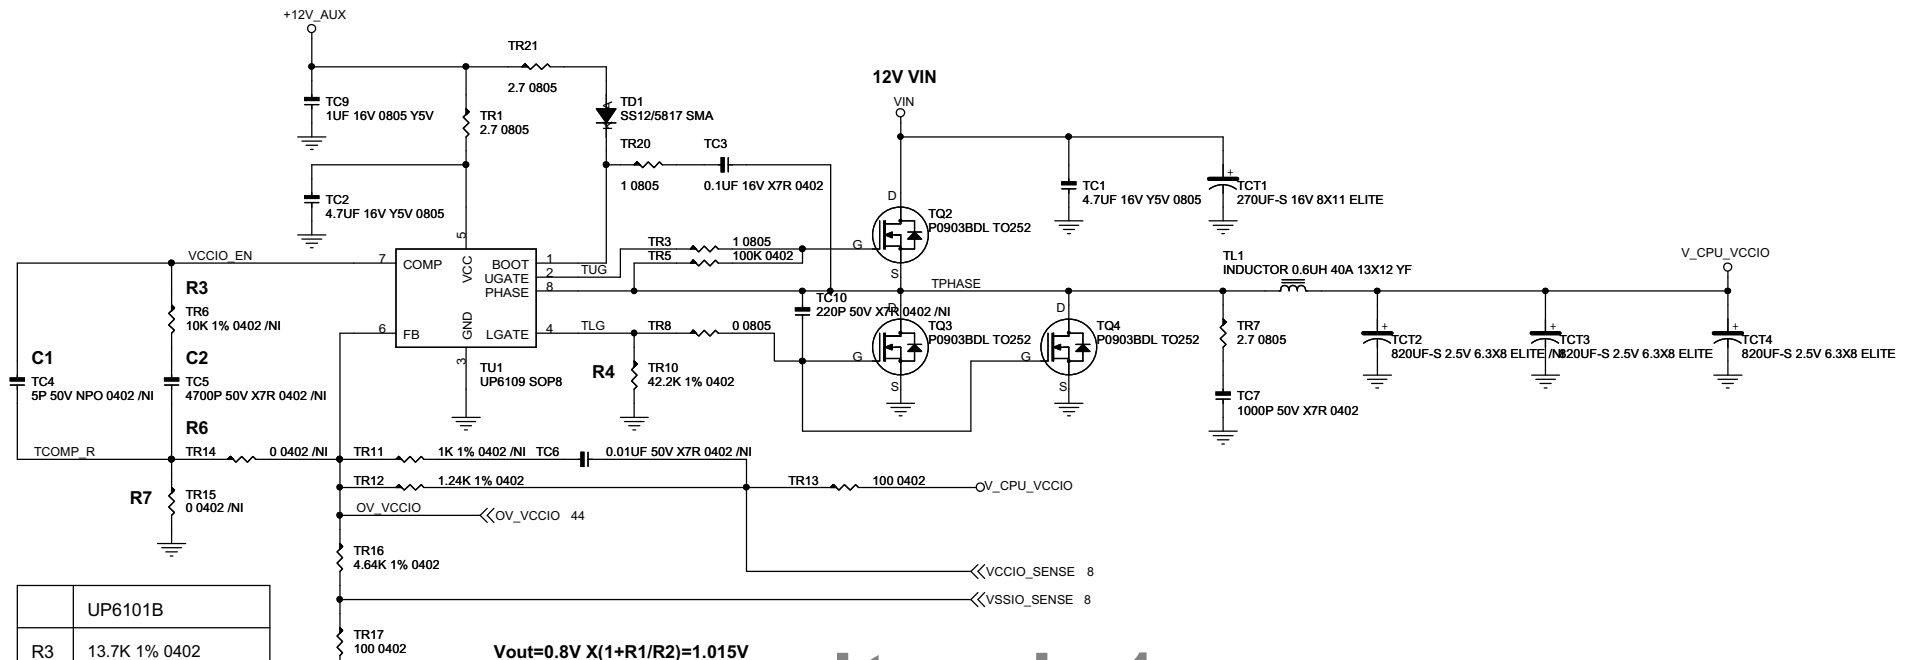 +12V_AUX
TR21
2.7 0805
12V VIN
VIN
TC9
1UF 16V 0805 Y5V
TR1
2.7 0805
TD1
SS12/5817 SMA
A
TR20
1 0805
TC3
0.1UF 16V X7R 0402
TC2
4.7UF 16V Y5V 0805
TC1
4.7UF 16V Y5V 0805
+
TCT1
270UF-S 16V 8X11 ELITE
D
TQ2
P0903BDL TO252
G
S
TR3
1 0805
TR5
100K 0402
VCCIO_EN
7
COMP
5
VCC
BOOT
1
UGATE
2
TUG
PHASE
8
TPHASE
TL1
INDUCTOR 0.6UH 40A 13X12 YF
V_CPU_VCCIO
R3
TR6
10K 1% 0402 /NI
6
FB
GND
3
LGATE
4
TLG
TR8
0 0805
TC10
220P 50V X7R 0402 /NI
D
TQ3
P0903BDL TO252
G
S
D
TQ4
P0903BDL TO252
G
S
TR7
2.7 0805
+
TCT2
820UF-S 2.5V 6.3X8 ELITE /NI
+
TCT3
820UF-S 2.5V 6.3X8 ELITE
+
TCT4
820UF-S 2.5V 6.3X8 ELITE
C1
TC4
5P 50V NPO 0402 /NI
C2
TC5
4700P 50V X7R 0402 /NI
TU1
UP6109 SOP8
R4
TR10
42.2K 1% 0402
TC7
1000P 50V X7R 0402
R6
TCOMP_R
TR14
0 0402 /NI
TR11
1K 1% 0402 /NI
TC6
0.01UF 50V X7R 0402 /NI
R7
TR15
0 0402 /NI
TR12
1.24K 1% 0402
TR13
100 0402
V_CPU_VCCIO
OV_VCCIO
OV_VCCIO 44
TR16
4.64K 1% 0402
VCCIO_SENSE 8
VSSIO_SENSE 8
UP6101B
R3
13.7K 1% 0402
TR17
100 0402
Vout=0.8V X(1+R1/R2)=1.015V